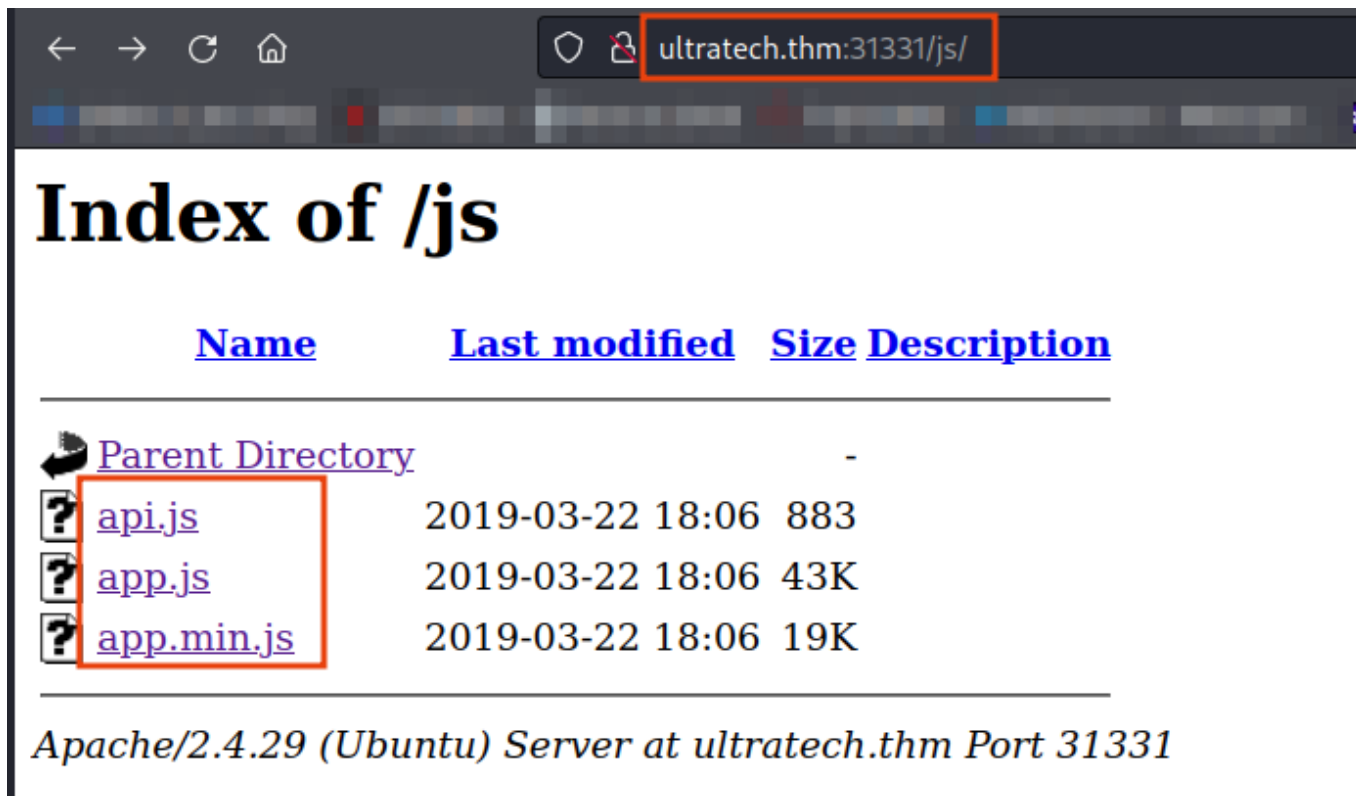 ultratech.thm:31331/js/
Index of /js
Name Last modified Size Description
Parent Directory -
api.js 2019-03-22 18:06 883
app.js 2019-03-22 18:06 43K
app.min.js 2019-03-22 18:06 19K
Apache/2.4.29 (Ubuntu) Server at ultratech.thm Port 31331